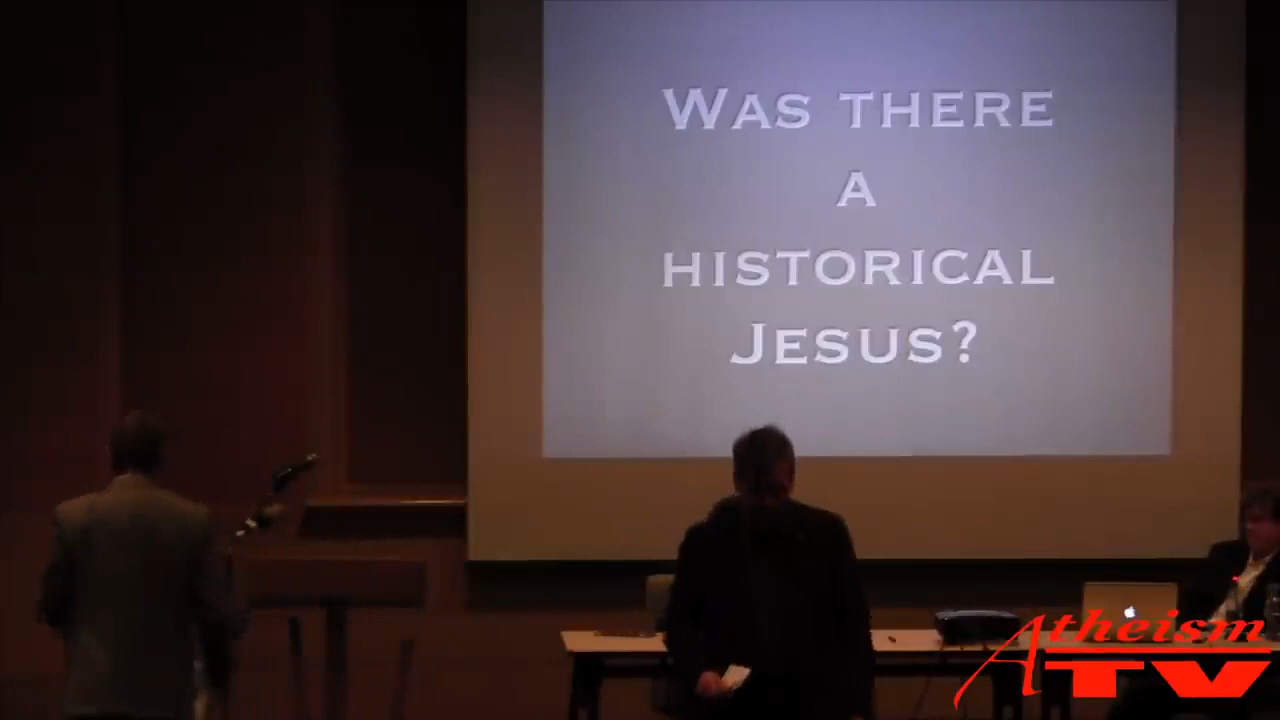 WAS THERE
A
HISTORICAL
JESUS?
Atheism
TV